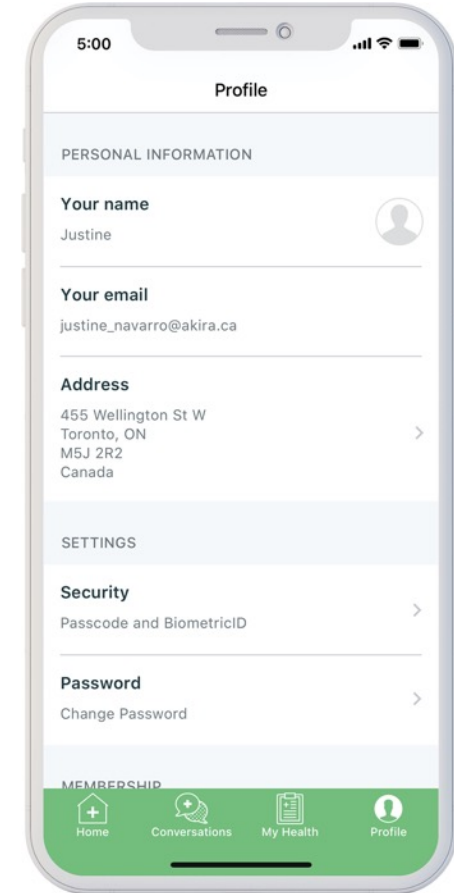 5:00
Profile
PERSONAL INFORMATION
Your name
Justine
Your email
justine_navarro@akira.ca
Address
455 Wellington St W
Toronto, ON
M5J 2R2
Canada
SETTINGS
Security
Passcode and BiometricID
Password
Change Password
MEMBERSHIP
Home Conversations My Health Profile